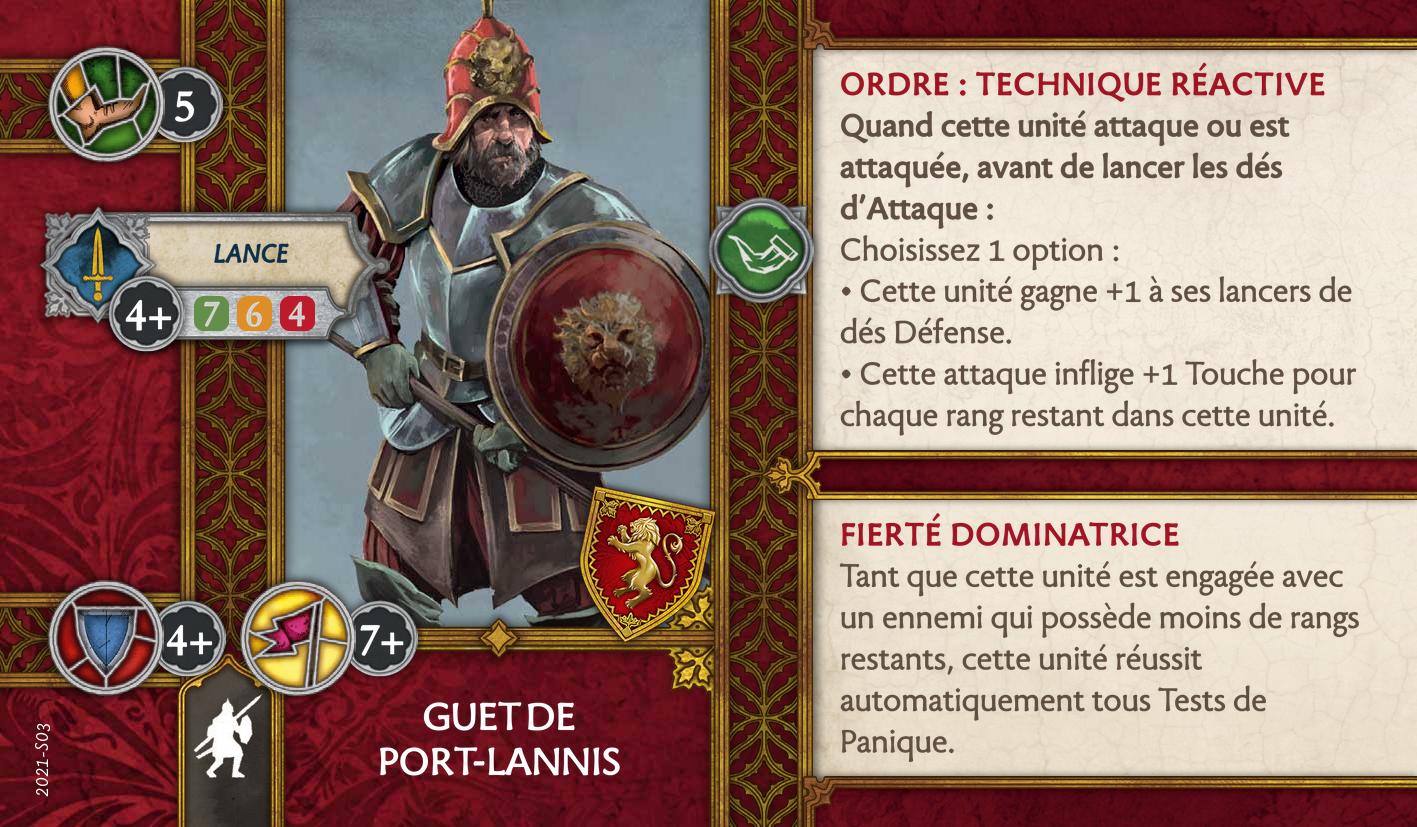 5
LANCE
4+ 7 6 4
4+ 7+
GUET DE
PORT-LANNIS
2021-S03
ORDRE : TECHNIQUE RÉACTIVE
Quand cette unité attaque ou est
attaquée, avant de lancer les dés
d’Attaque :
Choisissez 1 option :
• Cette unité gagne +1 à ses lancers de
dés Défense.
• Cette attaque inflige +1 Touche pour
chaque rang restant dans cette unité.
FIERTÉ DOMINATRICE
Tant que cette unité est engagée avec
un ennemi qui possède moins de rangs
restants, cette unité réussit
automatiquement tous Tests de
Panique.